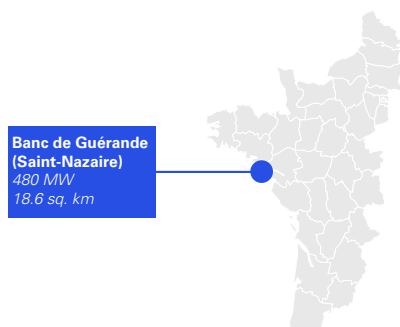 Banc de Guérande
(Saint-Nazaire)
480 MW
18.6 sq. km